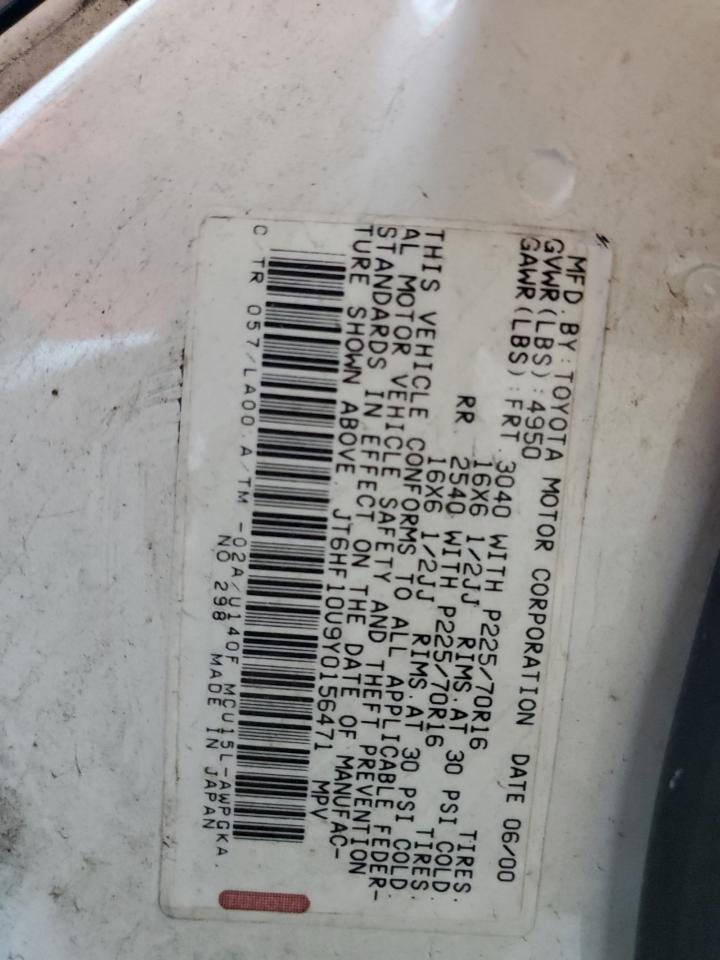 MFD. BY: TOYOTA MOTOR CORPORATION DATE 06/00
GVWR(LBS): 4950
GAWR(LBS): FRT. 3040 WITH P225/70R16 TIRES.
16X6 1/2JJ RIMS. AT 30 PSI COLD.
RR. 2540 WITH P225/70R16 TIRES.
16X6 1/2JJ RIMS. AT 30 PSI COLD.
THIS VEHICLE CONFORMS TO ALL APPLICABLE FEDER-
AL MOTOR VEHICLE SAFETY AND THEFT PREVENTION
STANDARDS IN EFFECT ON THE DATE OF MANUFAC-
TURE SHOWN ABOVE. JT6HF10U9Y0156471 MPV
C/TR 057/LA00 A/TM -02A/U140F MCU15L-AWPGKA.
NO 298 MADE IN JAPAN